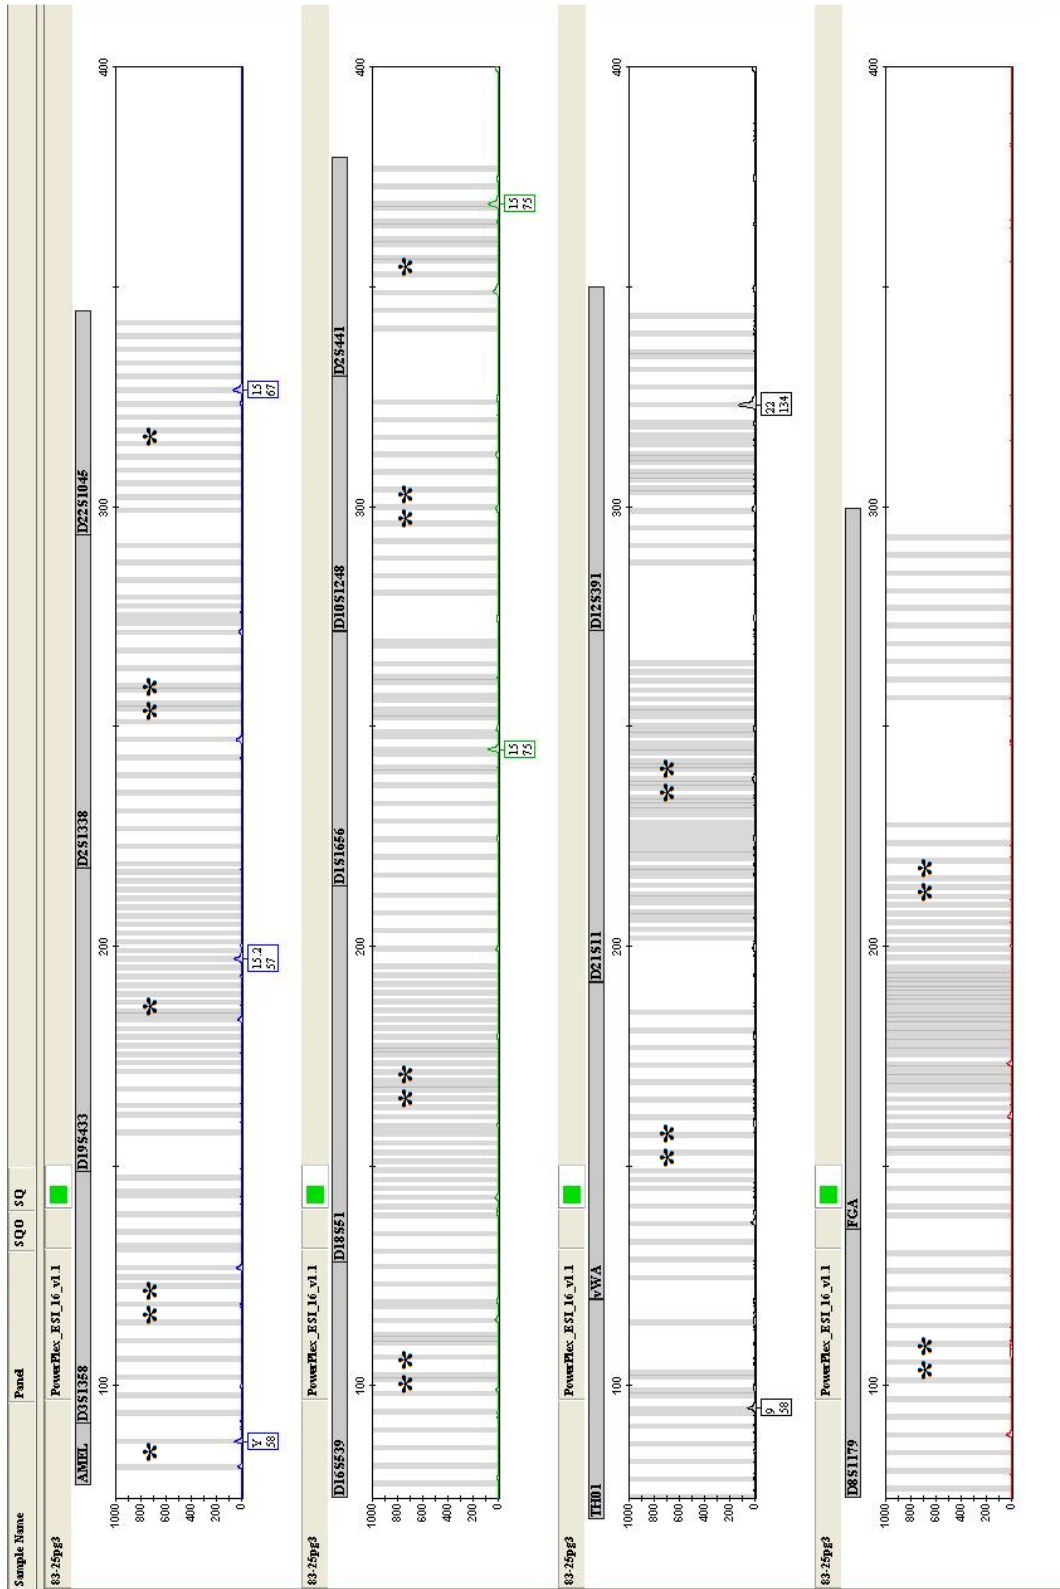 Sample Name Panel SQO SQ
83-25pg3 PowerPlex_ESI_16_v1.1
AMEL D3S1358 D19S433 D2S1338 D22S1045
100 200 300 400
1000
800
600
400
200
0
* * * * * * *
Y
58
15.2
57
15
67
83-25pg3 PowerPlex_ESI_16_v1.1
D16S539 D18S51 D1S1656 D10S1248 D2S441
100 200 300 400
1000
800
600
400
200
0
* * * * * * *
15
75
15
75
83-25pg3 PowerPlex_ESI_16_v1.1
TH01 vWA D21S11 D12S391
100 200 300 400
1000
800
600
400
200
0
* * * *
9
58
22
134
83-25pg3 PowerPlex_ESI_16_v1.1
D8S1179 FGA
100 200 300 400
1000
800
600
400
200
0
* * * *